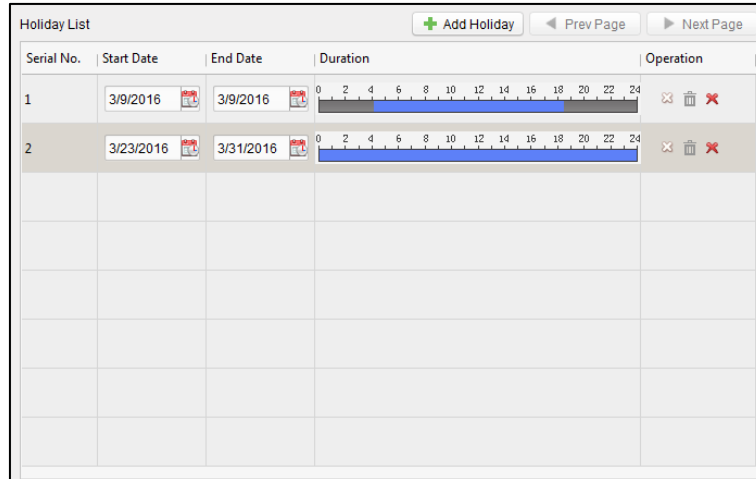 Holiday List Add Holiday Prev Page Next Page
Serial No. Start Date End Date Duration Operation
0 2 4 6 8 10 12 14 16 18 20 22 24
1 3/9/2016 3/9/2016
0 2 4 6 8 10 12 14 16 18 20 22 24
2 3/23/2016 3/31/2016